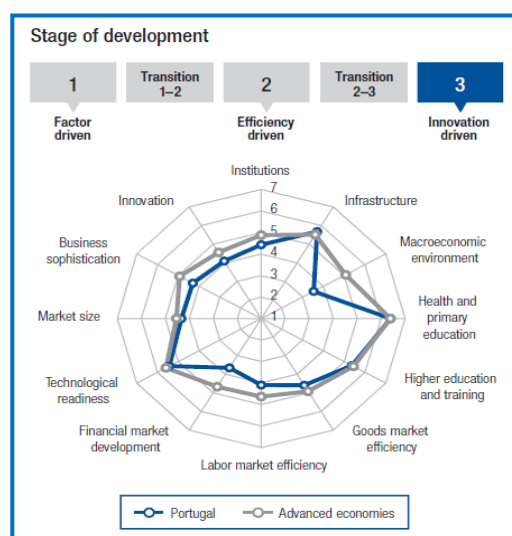 Stage of development
1
Transition
1–2
2
Transition
2–3
3
Factor
driven
Efficiency
driven
Innovation
driven
Institutions
7
6
5
4
3
2
1
Infrastructure
Macroeconomic
environment
Health and
primary
education
Higher education
and training
Goods market
efficiency
Labor market efficiency
Financial market
development
Technological
readiness
Market size
Business
sophistication
Innovation
Portugal
Advanced economies